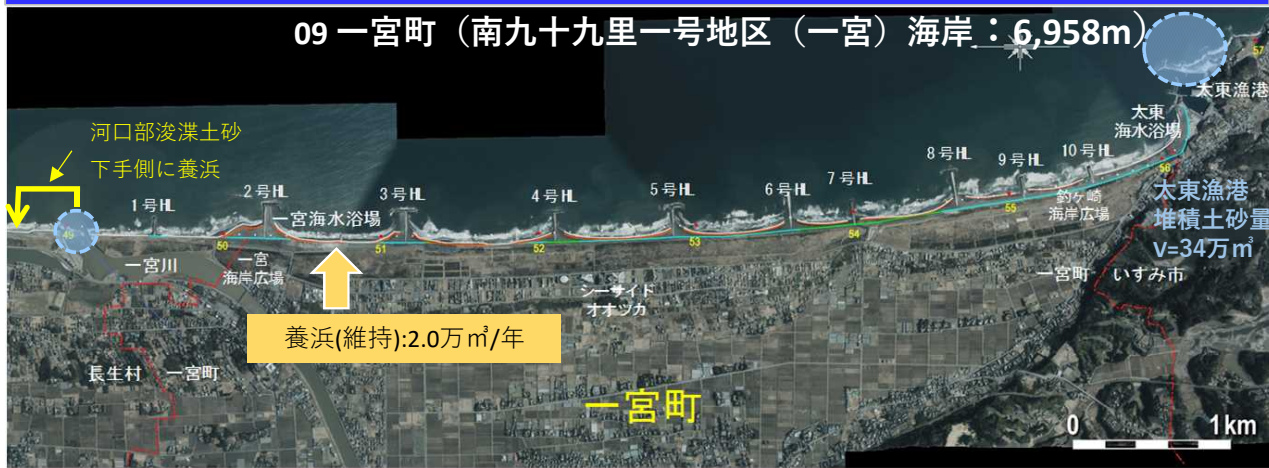 09 一宮町（南九十九里一号地区（一宮）海岸：6,958m）
57
太東漁港
河口部浚渫土砂
下手側に養浜
太東
海水浴場
1号HL
2号HL
一宮海水浴場
3号HL
4号HL
5号HL
6号HL
7号HL
8号HL
9号HL
10号HL
56
49
50
51
52
53
54
55
釣ヶ崎
海岸広場
太東漁港
堆積土砂量
V=34万㎥
一宮川
一宮
海岸広場
シーサイド
オオツカ
一宮町
いすみ市
養浜(維持):2.0万㎥/年
長生村
一宮町
一宮町
0
1km